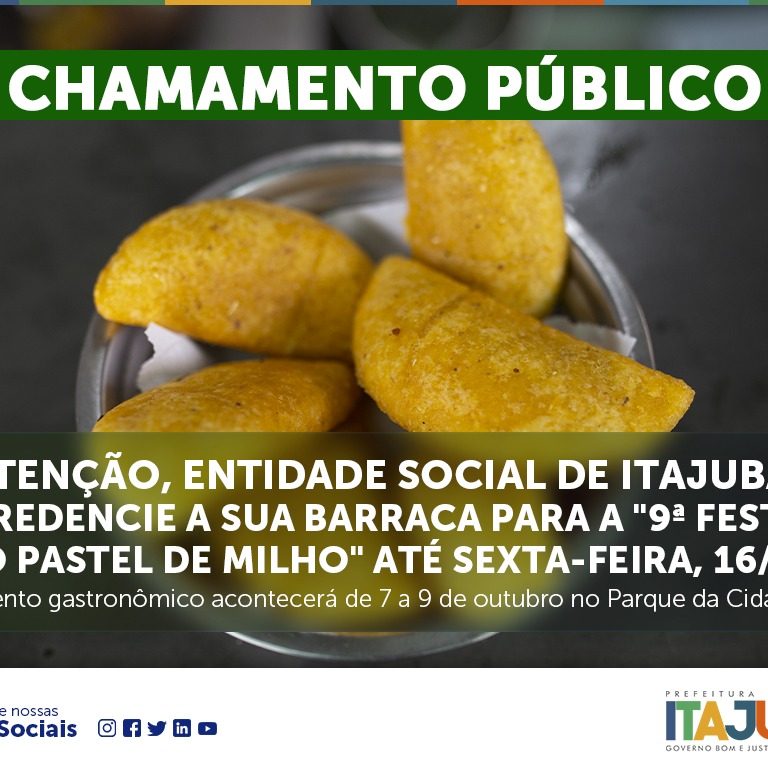 CHAMAMENTO PÚBLICO
TENÇÃO, ENTIDADE SOCIAL DE ITAJUBÁ
REDENCIE A SUA BARRACA PARA A "9ª FEST
O PASTEL DE MILHO" ATÉ SEXTA-FEIRA, 16/
ento gastronômico acontecerá de 7 a 9 de outubro no Parque da Cida
e nossas
Sociais
PREFEITURA
ITAJU
GOVERNO BOM E JUST